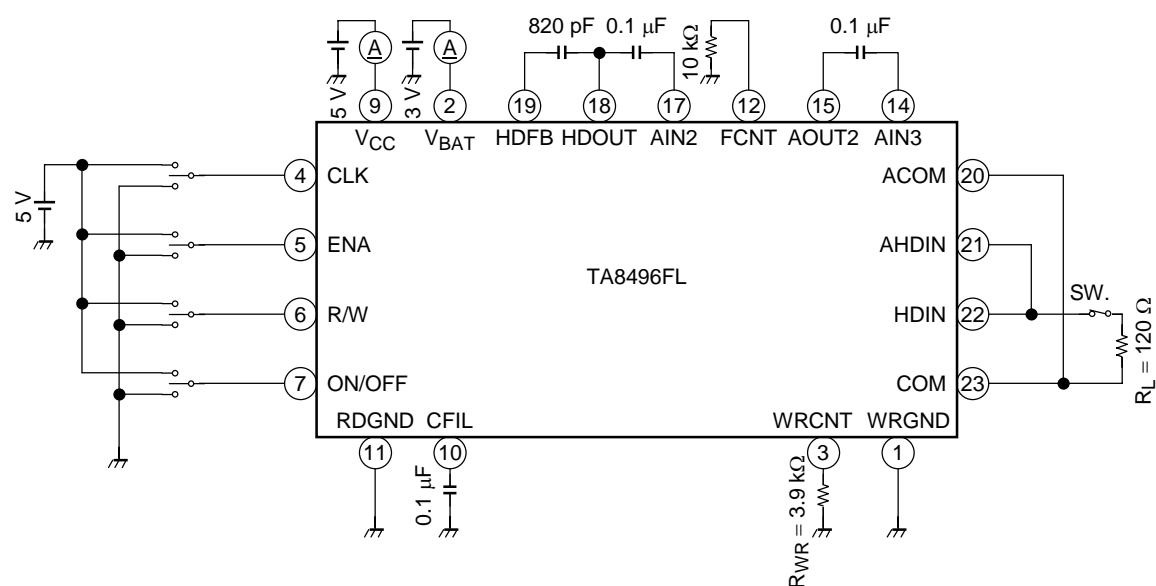 820 pF 0.1 μF 0.1 μF
A A
5 V 3 V 10 kΩ
9 2 19 18 17 12 15 14
VCC VBAT HDFB HDOUT AIN2 FCNT AOUT2 AIN3
5 V
4 CLK
5 ENA
6 R/W
7 ON/OFF
TA8496FL
ACOM 20
AHDIN 21
HDIN 22
COM 23
SW.
RL = 120 Ω
RDGND CFIL WRCNT WRGND
11 10 3 1
0.1 μF
RWR = 3.9 kΩ